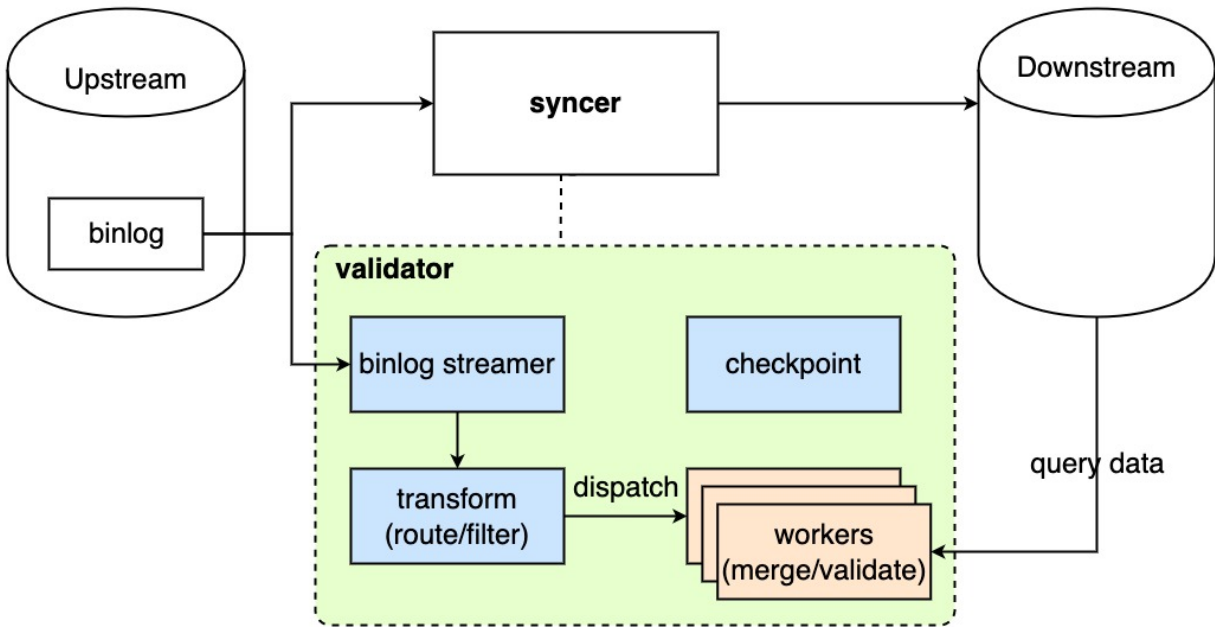 Upstream
syncer
Downstream
binlog
validator
binlog streamer
checkpoint
query data
transform
(route/filter)
dispatch
workers
(merge/validate)